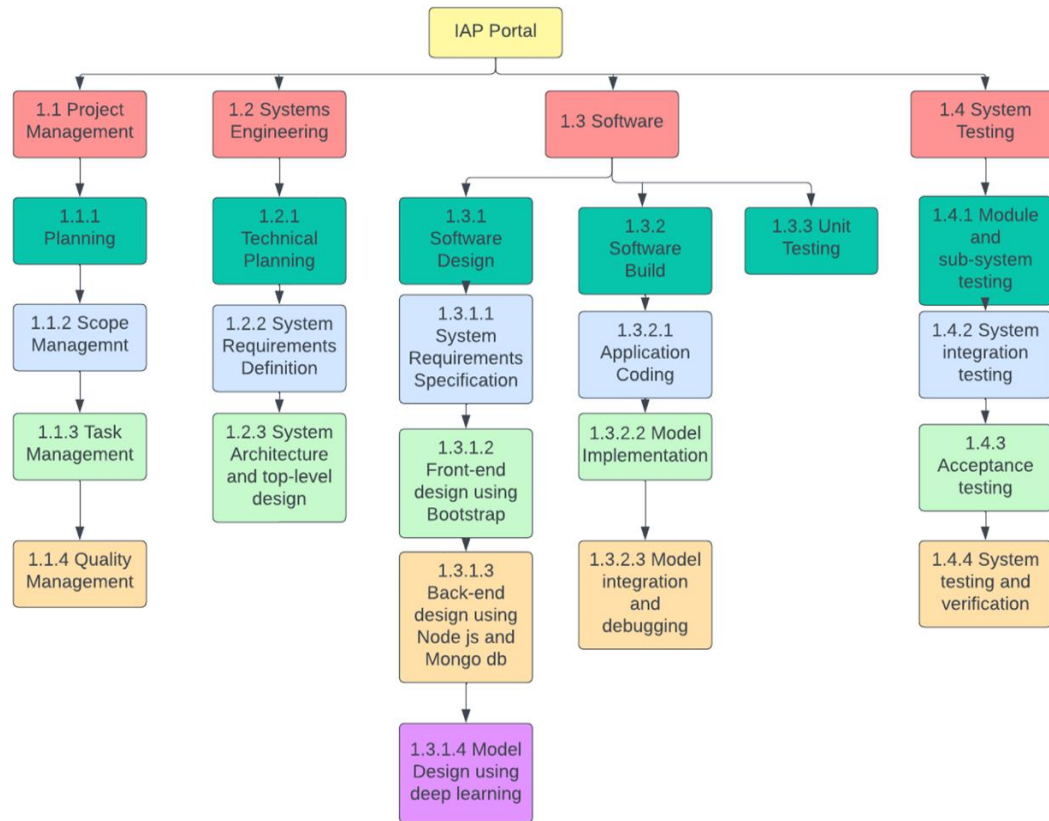 IAP Portal
1.1 Project
Management
1.2 Systems
Engineering
1.3 Software
1.4 System
Testing
1.1.1
Planning
1.2.1
Technical
Planning
1.3.1
Software
Design
1.3.2
Software
Build
1.3.3 Unit
Testing
1.4.1 Module
and
sub-system
testing
1.1.2 Scope
Managemnt
1.2.2 System
Requirements
Definition
1.3.1.1
System
Requirements
Specification
1.3.2.1
Application
Coding
1.4.2 System
integration
testing
1.1.3 Task
Management
1.2.3 System
Architecture
and top-level
design
1.3.1.2
Front-end
design using
Bootstrap
1.3.2.2 Model
Implementation
1.4.3
Acceptance
testing
1.1.4 Quality
Management
1.3.1.3
Back-end
design using
Node js and
Mongo db
1.3.2.3 Model
integration
and
debugging
1.4.4 System
testing and
verification
1.3.1.4 Model
Design using
deep learning